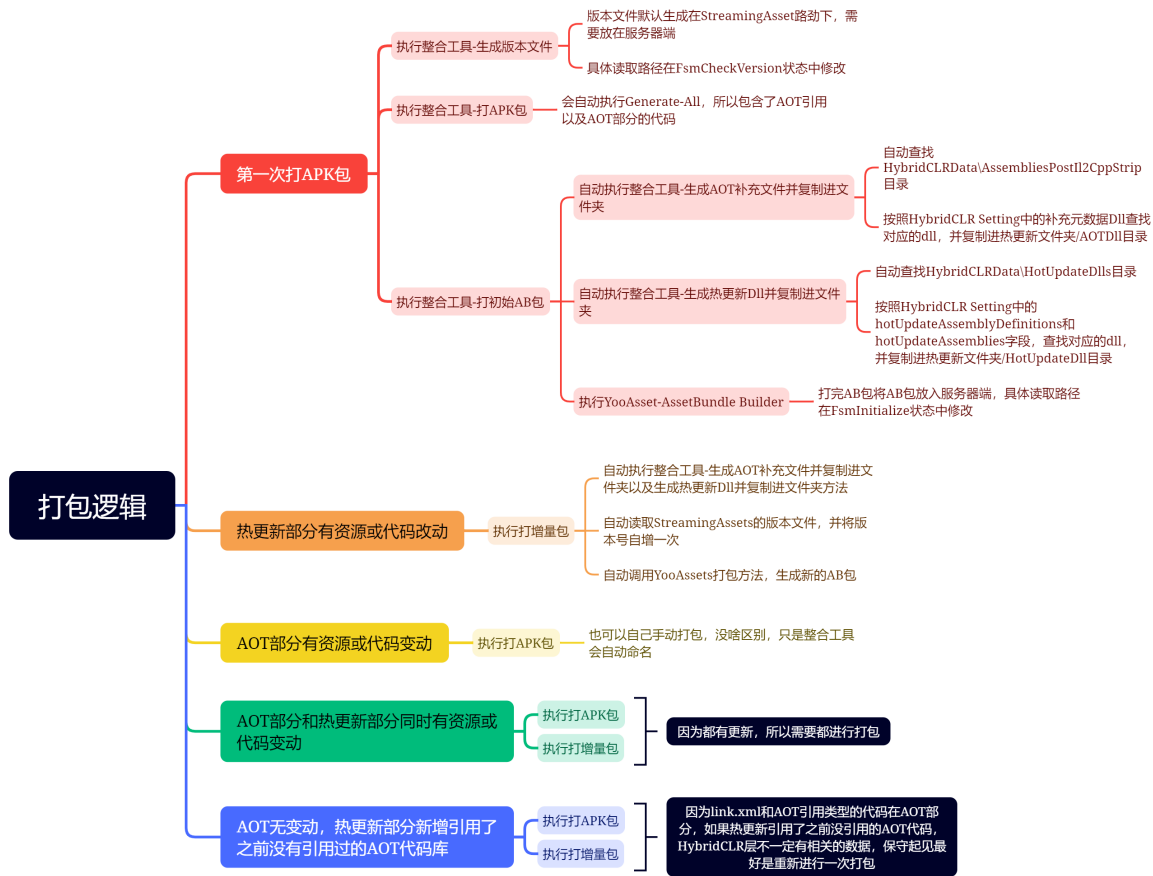 打包逻辑
第一次打APK包
执行整合工具-生成版本文件
版本文件默认生成在StreamingAsset路劲下，需
要放在服务器端
具体读取路径在FsmCheckVersion状态中修改
执行整合工具-打APK包
会自动执行Generate-All，所以包含了AOT引用
以及AOT部分的代码
执行整合工具-打初始AB包
自动执行整合工具-生成AOT补充文件并复制进文
件夹
自动查找
HybridCLRData\AssembliesPostIl2CppStrip
目录
按照HybridCLR Setting中的补充元数据Dll查找
对应的dll，并复制进热更新文件夹/AOTDll目录
自动执行整合工具-生成热更新Dll并复制进文件
夹
自动查找HybridCLRData\HotUpdateDlls目录
按照HybridCLR Setting中的
hotUpdateAssemblyDefinitions和
hotUpdateAssemblies字段，查找对应的dll，
并复制进热更新文件夹/HotUpdateDll目录
执行YooAsset-AssetBundle Builder
打完AB包将AB包放入服务器端，具体读取路径
在FsmInitialize状态中修改
热更新部分有资源或代码改动
执行打增量包
自动执行整合工具-生成AOT补充文件并复制进文
件夹以及生成热更新Dll并复制进文件夹方法
自动读取StreamingAssets的版本文件，并将版
本号自增一次
自动调用YooAssets打包方法，生成新的AB包
AOT部分有资源或代码变动
执行打APK包
也可以自己手动打包，没啥区别，只是整合工具
会自动命名
AOT部分和热更新部分同时有资源或
代码变动
执行打APK包
执行打增量包
因为都有更新，所以需要都进行打包
AOT无变动，热更新部分新增引用了
之前没有引用过的AOT代码库
执行打APK包
执行打增量包
因为link.xml和AOT引用类型的代码在AOT部
分，如果热更新引用了之前没引用的AOT代码，
HybridCLR层不一定有相关的数据，保守起见最
好是重新进行一次打包